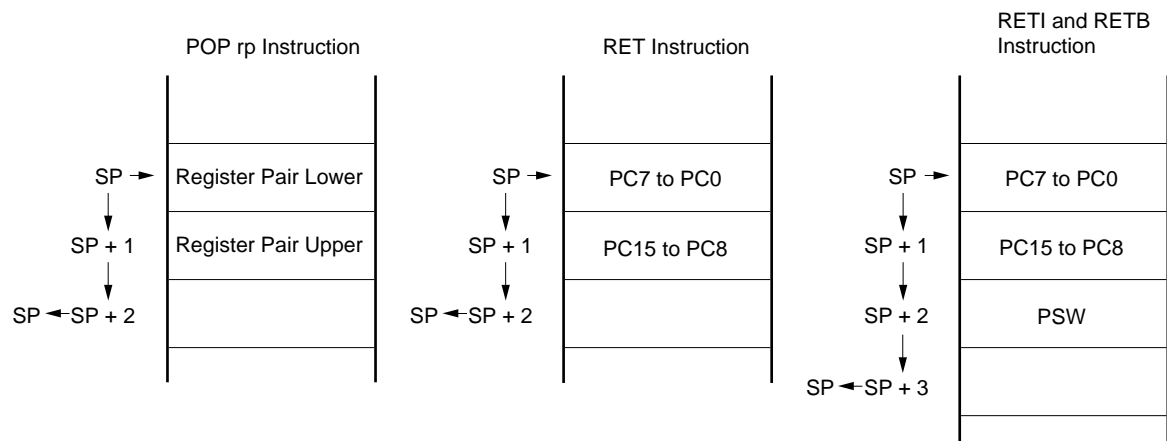 POP rp Instruction
SP
Register Pair Lower
SP + 1
Register Pair Upper
SP
SP + 2
RET Instruction
SP
PC7 to PC0
SP + 1
PC15 to PC8
SP
SP + 2
RETI and RETB
Instruction
SP
PC7 to PC0
SP + 1
PC15 to PC8
SP + 2
PSW
SP
SP + 3